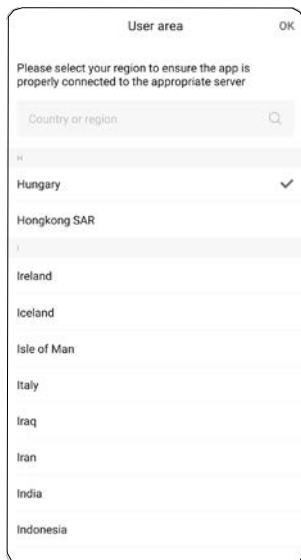 User area
OK
Please select your region to ensure the app is
properly connected to the appropriate server
Country or region
H
Hungary
Hongkong SAR
I
Ireland
Iceland
Isle of Man
Italy
Iraq
Iran
India
Indonesia